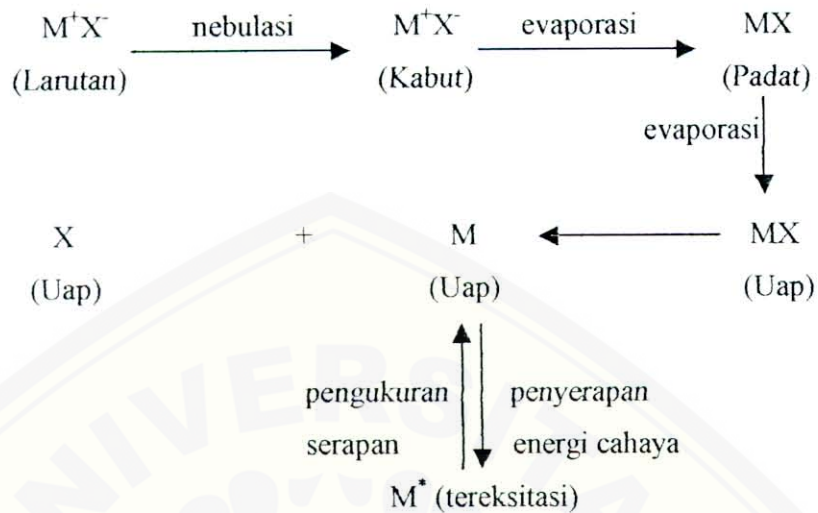 M⁺X⁻ nebulasi M⁺X⁻ evaporasi MX
(Larutan) (Kabut) (Padat)
evaporasi
X + M MX
(Uap) (Uap) (Uap)
pengukuran penyerapan
serapan energi cahaya
M* (tereksitasi)